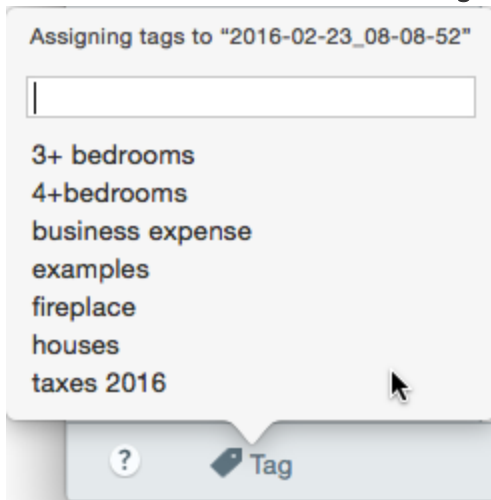 Assigning tags to “2016-02-23_08-08-52”
3+ bedrooms
4+bedrooms
business expense
examples
fireplace
houses
taxes 2016
? Tag